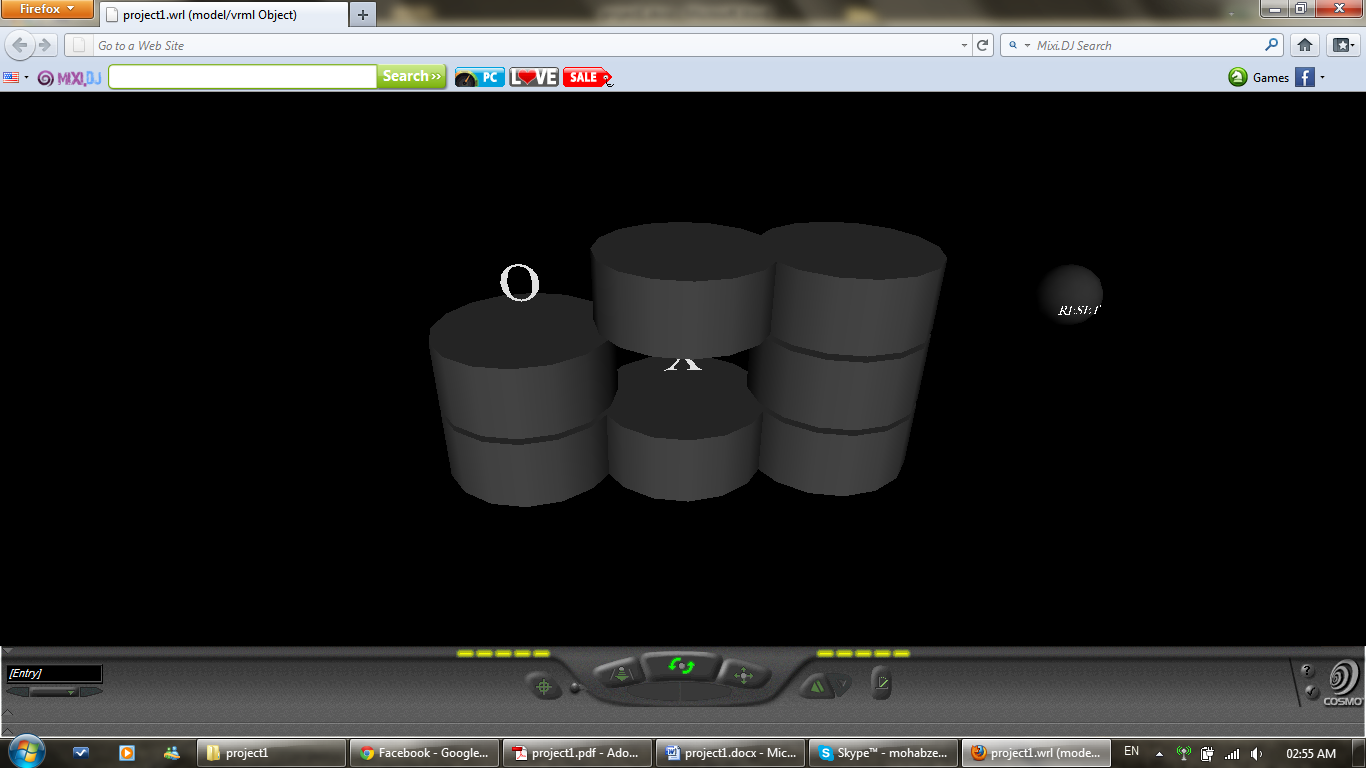 Firefox
project1.wrl (model/vrml Object)
Go to a Web Site
Mixi.DJ Search
MIXI.DJ
Search
PC
LOVE
SALE
Games
O
X
RESET
[Entry]
COSMO
project1
Facebook - Google...
project1.pdf - Ado...
project1.docx - Mic...
Skype™ - mohabze...
project1.wrl (mode...
EN
02:55 AM